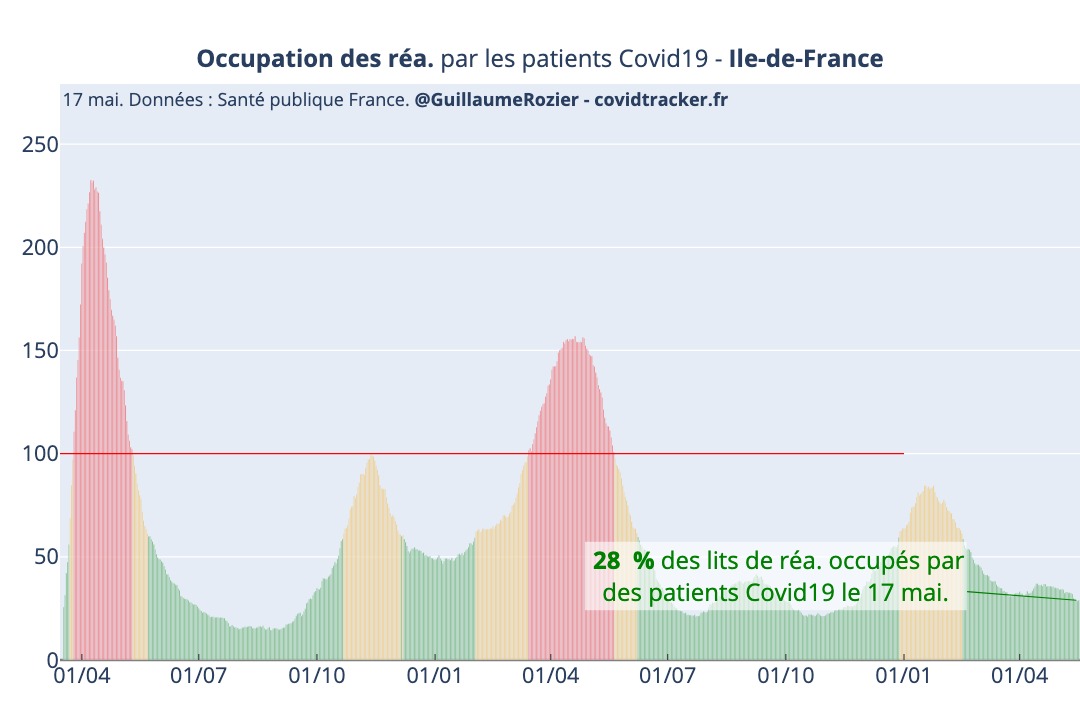 Occupation des réa. par les patients Covid19 - Ile-de-France
17 mai. Données : Santé publique France. @GuillaumeRozier - covidtracker.fr
250
200
150
100
50
0
28 % des lits de réa. occupés par
des patients Covid19 le 17 mai.
01/04 01/07 01/10 01/01 01/04 01/07 01/10 01/01 01/04